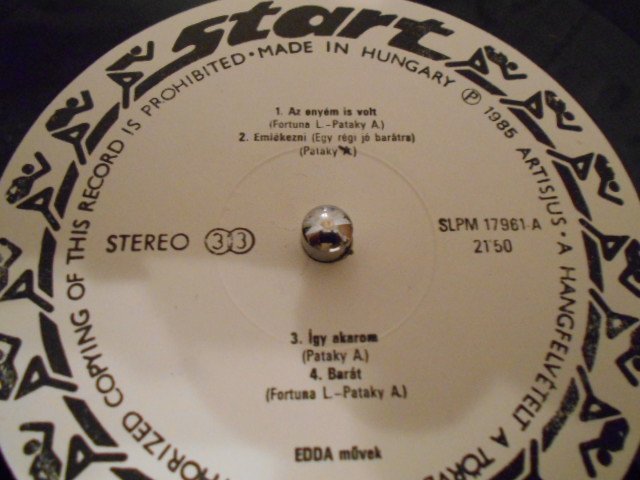 start
UNAUTHORIZED COPYING OF THIS RECORD IS PROHIBITED • MADE IN HUNGARY Ⓟ 1985 ARTISJUS • A HANGFELVÉTELT A
1. Az enyém is volt
(Fortuna L.-Pataky A.)
2. Emlékezni (Egy régi jó barátra)
(Pataky A.)
STEREO 33
SLPM 17961-A
21'50
3. Így akarom
(Pataky A.)
4. Barát
(Fortuna L.-Pataky A.)
EDDA művek